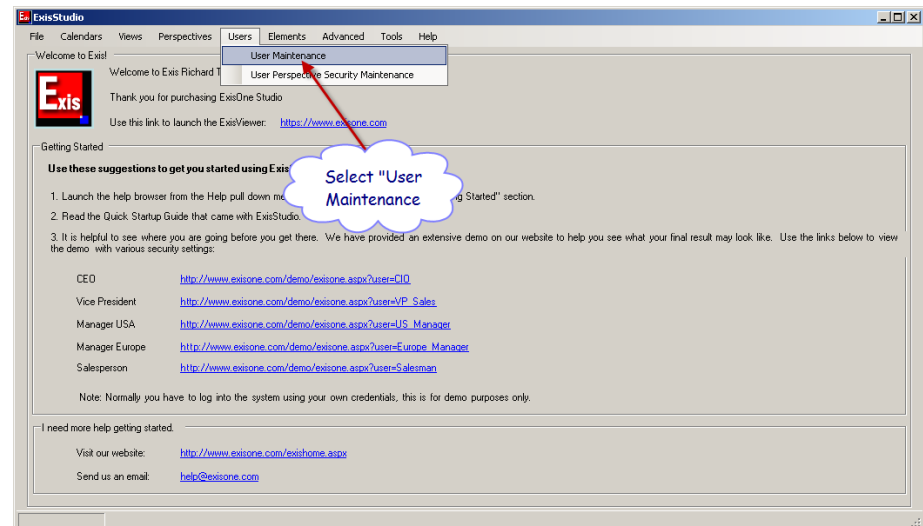 ExisStudio
File Calendars Views Perspectives Users Elements Advanced Tools Help
User Maintenance
User Perspective Security Maintenance
Welcome to Exis!
Exis
Welcome to Exis Richard T
Thank you for purchasing ExisOne Studio
Use this link to launch the ExisViewer: https://www.exisone.com
Select "User
Maintenance
Getting Started
Use these suggestions to get you started using Exis
1. Launch the help browser from the Help pull down me g Started" section.
2. Read the Quick Startup Guide that came with ExisStudio.
3. It is helpful to see where you are going before you get there. We have provided an extensive demo on our website to help you see what your final result may look like. Use the links below to view
the demo with various security settings:
CEO http://www.exisone.com/demo/exisone.aspx?user=CIO
Vice President http://www.exisone.com/demo/exisone.aspx?user=VP_Sales
Manager USA http://www.exisone.com/demo/exisone.aspx?user=US_Manager
Manager Europe http://www.exisone.com/demo/exisone.aspx?user=Europe_Manager
Salesperson http://www.exisone.com/demo/exisone.aspx?user=Salesman
Note: Normally you have to log into the system using your own credentials, this is for demo purposes only.
I need more help getting started.
Visit our website: http://www.exisone.com/exishome.aspx
Send us an email: help@exisone.com